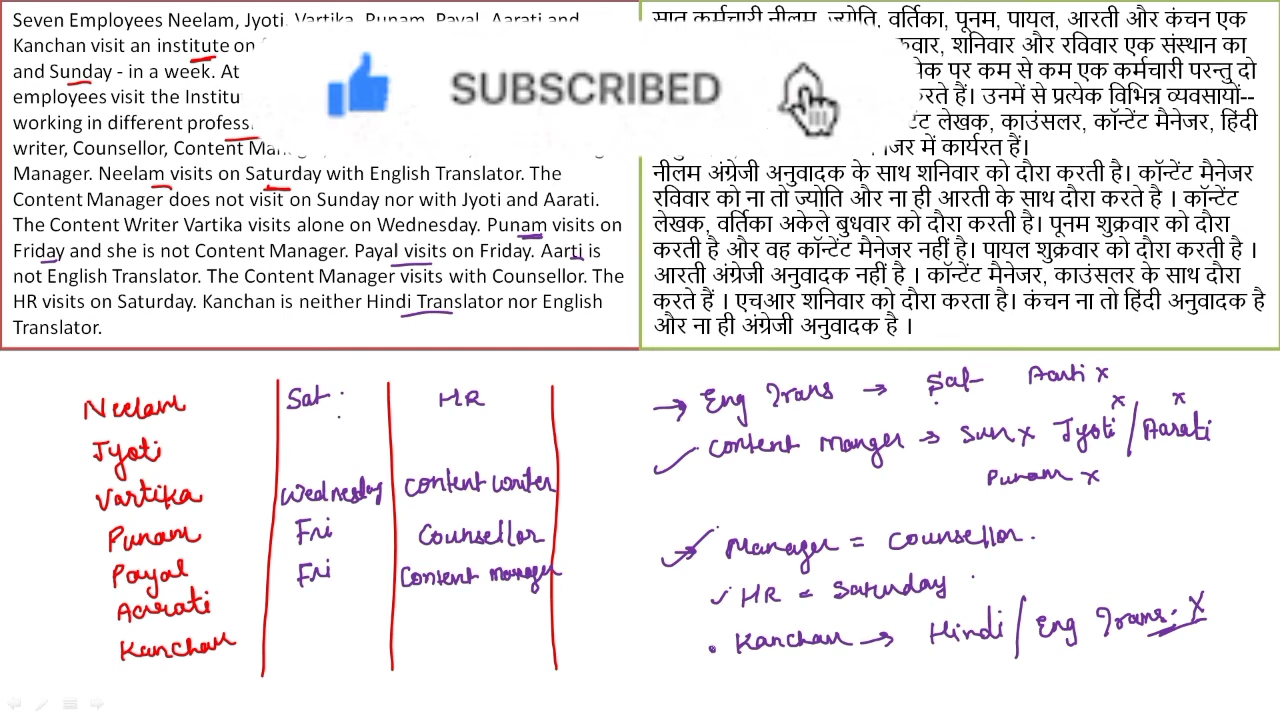 Seven Employees Neelam, Jyoti, Vartika, Punam, Payal, Aarati and
Kanchan visit an institute on
and Sunday - in a week. At
employees visit the Institu
working in different profess
writer, Counsellor, Content Man
Manager. Neelam visits on Saturday with English Translator. The
Content Manager does not visit on Sunday nor with Jyoti and Aarati.
The Content Writer Vartika visits alone on Wednesday. Punam visits on
Friday and she is not Content Manager. Payal visits on Friday. Aarti is
not English Translator. The Content Manager visits with Counsellor. The
HR visits on Saturday. Kanchan is neither Hindi Translator nor English
Translator.
सात कर्मचारी नीलम, ज्योति, वर्तिका, पूनम, पायल, आरती और कंचन एक
शनिवार और रविवार एक संस्थान का
पर कम से कम एक कर्मचारी परन्तु दो
हैं। उनमें से प्रत्येक विभिन्न व्यवसायों--
लेखक, काउंसलर, कॉन्टेंट मैनेजर, हिंदी
में कार्यरत हैं।
नीलम अंग्रेजी अनुवादक के साथ शनिवार को दौरा करती है। कॉन्टेंट मैनेजर
रविवार को ना तो ज्योति और ना ही आरती के साथ दौरा करते है । कॉन्टेंट
लेखक, वर्तिका अकेले बुधवार को दौरा करती है। पूनम शुक्रवार को दौरा
करती है और वह कॉन्टेंट मैनेजर नहीं है। पायल शुक्रवार को दौरा करती है ।
आरती अंग्रेजी अनुवादक नहीं है । कॉन्टेंट मैनेजर, काउंसलर के साथ दौरा
करते हैं । एचआर शनिवार को दौरा करता है। कंचन ना तो हिंदी अनुवादक है
और ना ही अंग्रेजी अनुवादक है ।
SUBSCRIBED
Neelam Sat HR
Jyoti
Vartika Wednesday Content writer
Punam Fri Counsellor
Payal Fri Content manager
Aarati
Kanchan
→ Eng Trans → Sat Aarti x
Content Manger → Sun x Jyoti x / Aarati x
Punam x
→ Manager = Counsellor.
HR = Saturday
Kanchan → Hindi / Eng Trans. X